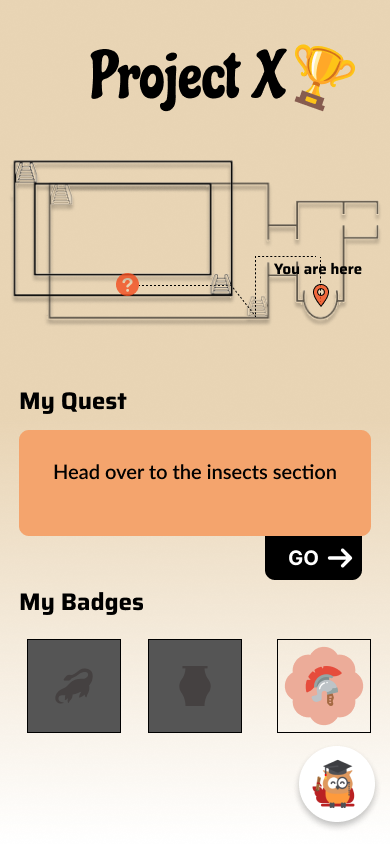 Project X
?
You are here
My Quest
Head over to the insects section
GO
My Badges